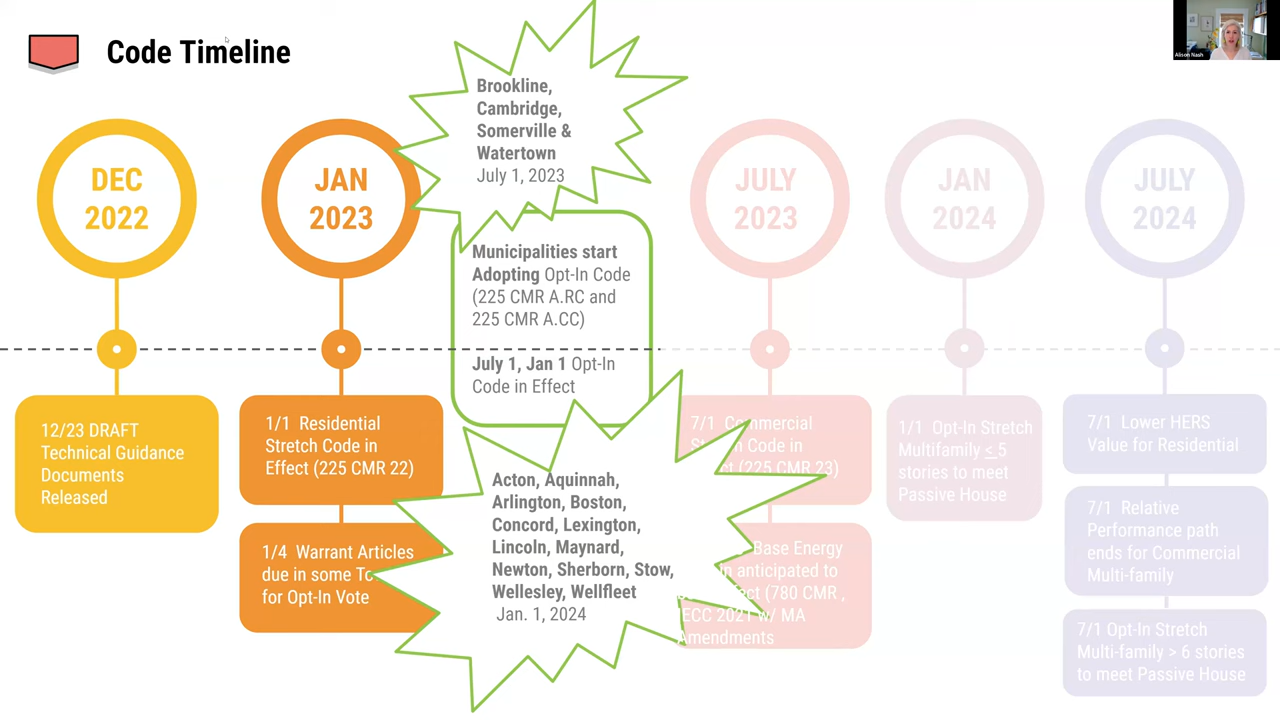 Code Timeline
Alison Nash
DEC
2022
12/23 DRAFT
Technical Guidance
Documents
Released
JAN
2023
1/1 Residential
Stretch Code in
Effect (225 CMR 22)
1/4 Warrant Articles
due in some
for Opt-In Vote
Brookline,
Cambridge,
Somerville &
Watertown
July 1, 2023
Municipalities start
Adopting Opt-In Code
(225 CMR A.RC and
225 CMR A.CC)
July 1, Jan 1 Opt-In
Code in Effect
Acton, Aquinnah,
Arlington, Boston,
Concord, Lexington,
Lincoln, Maynard,
Newton, Sherborn, Stow,
Wellesley, Wellfleet
Jan. 1, 2024
JULY
2023
7/1 Commercial
Stretch Code in
(225 CMR 23)
Base Energy
anticipated to
(780 CMR ,
IECC 2021 w/ MA
Amendments
JAN
2024
1/1 Opt-In Stretch
Multifamily < 5
stories to meet
Passive House
JULY
2024
7/1 Lower HERS
Value for Residential
7/1 Relative
Performance path
ends for Commercial
Multi-family
7/1 Opt-In Stretch
Multi-family > 6 stories
to meet Passive House